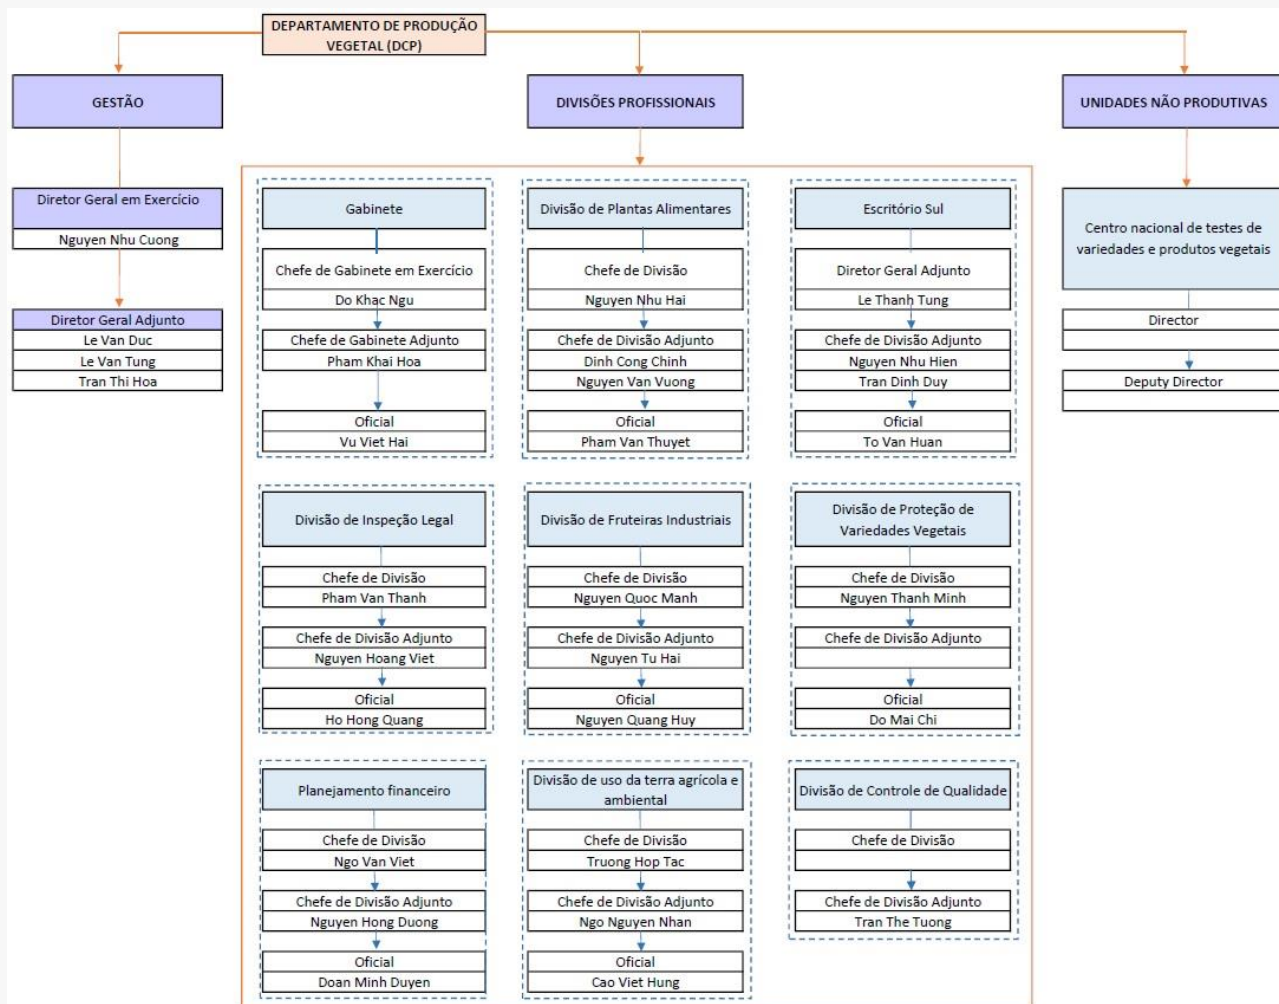 DEPARTAMENTO DE PRODUÇÃO
VEGETAL (DCP)
GESTÃO
DIVISÕES PROFISSIONAIS
UNIDADES NÃO PRODUTIVAS
Diretor Geral em Exercício
Nguyen Nhu Cuong
Diretor Geral Adjunto
Le Van Duc
Le Van Tung
Tran Thi Hoa
Gabinete
Chefe de Gabinete em Exercício
Do Khac Ngu
Chefe de Gabinete Adjunto
Pham Khai Hoa
Oficial
Vu Viet Hai
Divisão de Plantas Alimentares
Chefe de Divisão
Nguyen Nhu Hai
Chefe de Divisão Adjunto
Dinh Cong Chinh
Nguyen Van Vuong
Oficial
Pham Van Thuyet
Escritório Sul
Diretor Geral Adjunto
Le Thanh Tung
Chefe de Divisão Adjunto
Nguyen Nhu Hien
Tran Dinh Duy
Oficial
To Van Huan
Centro nacional de testes de
variedades e produtos vegetais
Director
Deputy Director
Divisão de Inspeção Legal
Chefe de Divisão
Pham Van Thanh
Chefe de Divisão Adjunto
Nguyen Hoang Viet
Oficial
Ho Hong Quang
Divisão de Fruteiras Industriais
Chefe de Divisão
Nguyen Quoc Manh
Chefe de Divisão Adjunto
Nguyen Tu Hai
Oficial
Nguyen Quang Huy
Divisão de Proteção de
Variedades Vegetais
Chefe de Divisão
Nguyen Thanh Minh
Chefe de Divisão Adjunto
Oficial
Do Mai Chi
Planejamento financeiro
Chefe de Divisão
Ngo Van Viet
Chefe de Divisão Adjunto
Nguyen Hong Duong
Oficial
Doan Minh Duyen
Divisão de uso da terra agrícola e
ambiental
Chefe de Divisão
Truong Hop Tac
Chefe de Divisão Adjunto
Ngo Nguyen Nhan
Oficial
Cao Viet Hung
Divisão de Controle de Qualidade
Chefe de Divisão
Chefe de Divisão Adjunto
Tran The Tuong